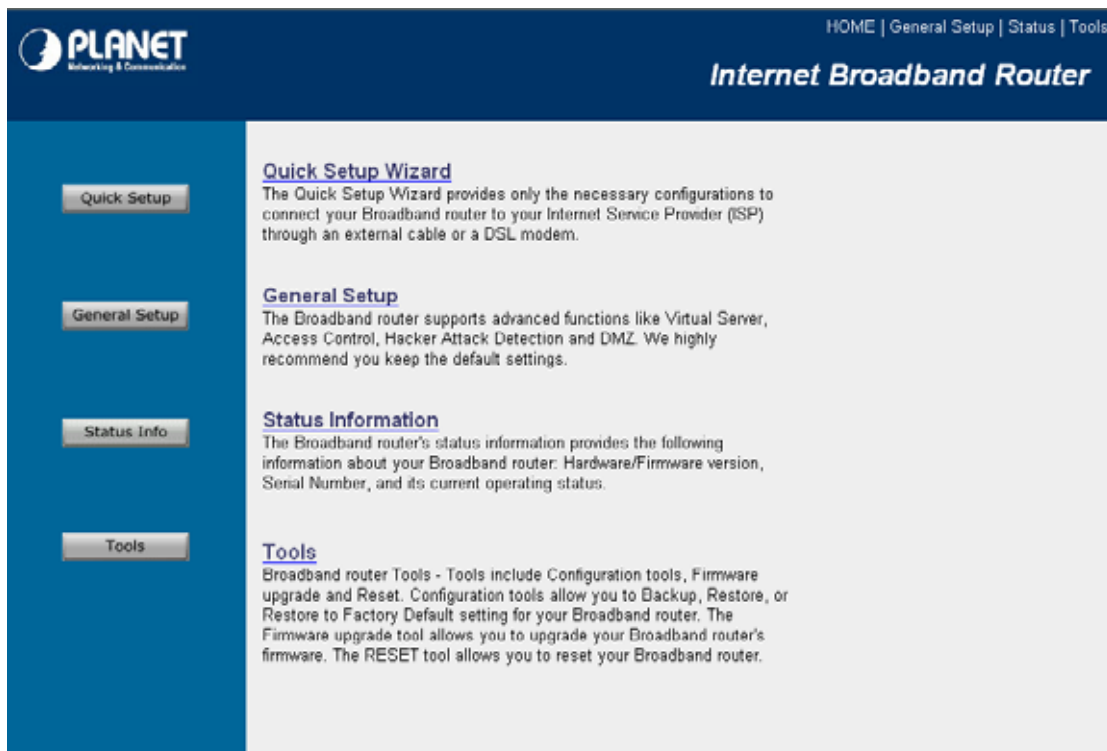 PLANET
Networking & Communication
HOME | General Setup | Status | Tools
Internet Broadband Router
Quick Setup
General Setup
Status Info
Tools
Quick Setup Wizard
The Quick Setup Wizard provides only the necessary configurations to
connect your Broadband router to your Internet Service Provider (ISP)
through an external cable or a DSL modem.
General Setup
The Broadband router supports advanced functions like Virtual Server,
Access Control, Hacker Attack Detection and DMZ. We highly
recommend you keep the default settings.
Status Information
The Broadband router's status information provides the following
information about your Broadband router: Hardware/Firmware version,
Serial Number, and its current operating status.
Tools
Broadband router Tools - Tools include Configuration tools, Firmware
upgrade and Reset. Configuration tools allow you to Backup, Restore, or
Restore to Factory Default setting for your Broadband router. The
Firmware upgrade tool allows you to upgrade your Broadband router's
firmware. The RESET tool allows you to reset your Broadband router.